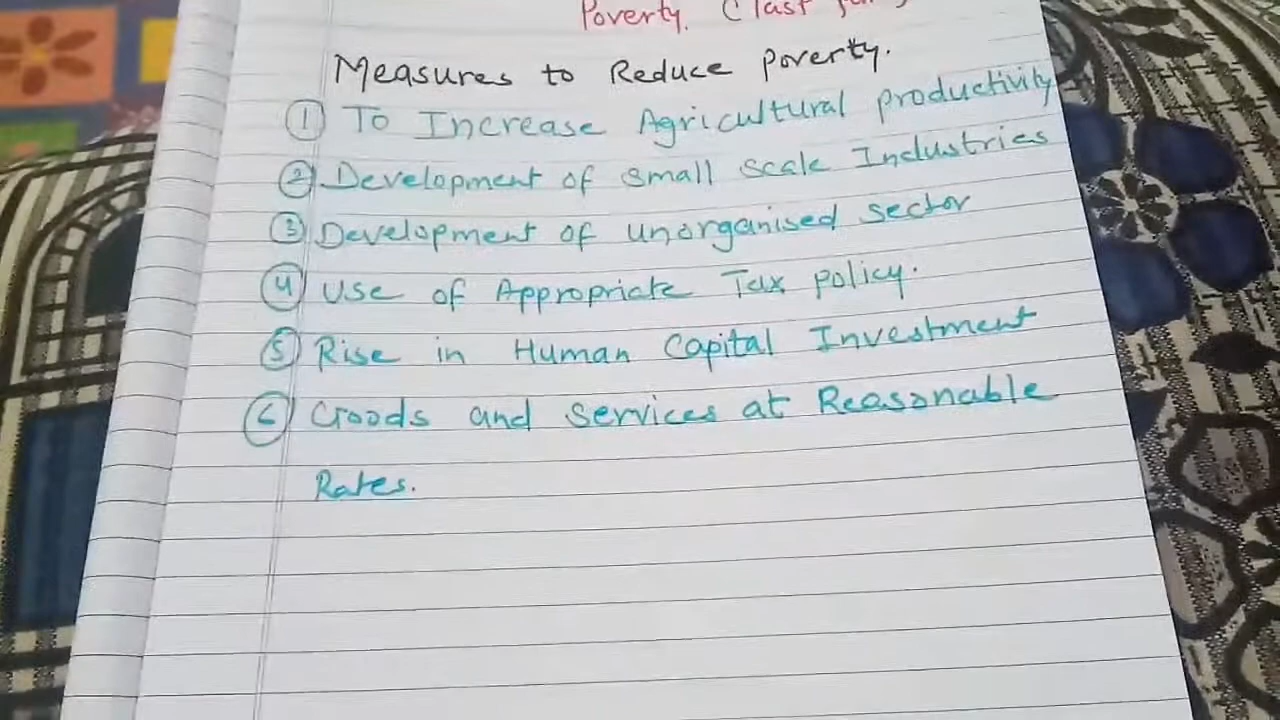 Poverty. (Last
Measures to Reduce poverty.
① To Increase Agricultural productivity
② Development of small scale Industries
③ Development of unorganised sector
④ Use of Appropriate Tax policy.
⑤ Rise in Human Capital Investment
⑥ Goods and Services at Reasonable
Rates.